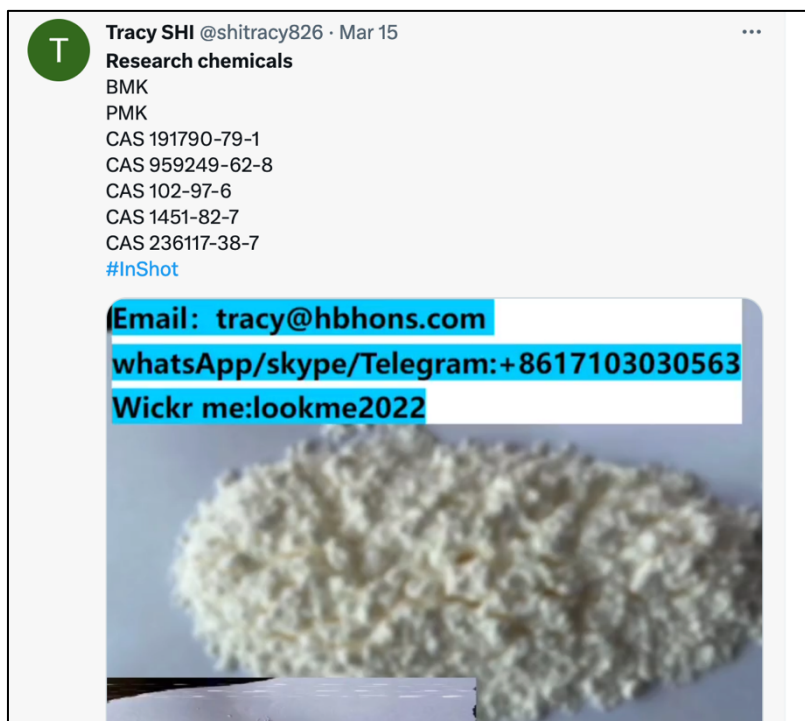 T
Tracy SHI @shitracy826 · Mar 15
Research chemicals
BMK
PMK
CAS 191790-79-1
CAS 959249-62-8
CAS 102-97-6
CAS 1451-82-7
CAS 236117-38-7
#InShot
Email: tracy@hbhons.com
whatsApp/skype/Telegram:+8617103030563
Wickr me:lookme2022